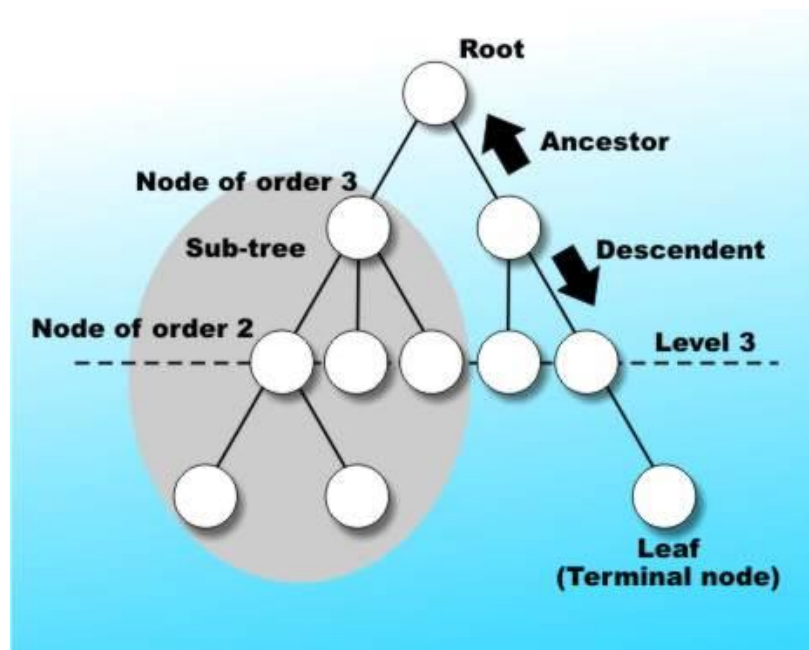 Root
Ancestor
Node of order 3
Sub-tree
Descendent
Node of order 2
Level 3
Leaf
(Terminal node)